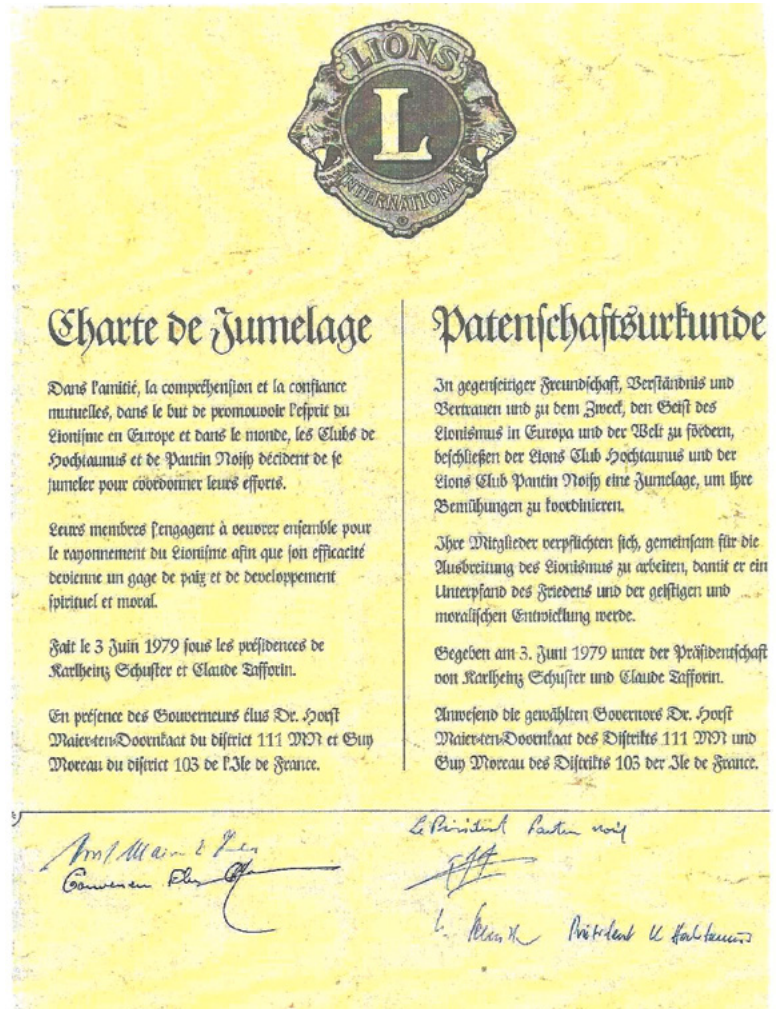 LIONS
L
INTERNATIONAL
Charte de Jumelage
Dans l'amitié, la compréhension et la confiance
mutuelles, dans le but de promouvoir l'esprit du
Lionisme en Europe et dans le monde, les Clubs de
Hochtaunus et de Pantin Noisy décident de se
jumeler pour coordonner leurs efforts.
Leurs membres s'engagent à oeuvrer ensemble pour
le rayonnement du Lionisme afin que son efficacité
devienne un gage de paix et de developpement
spirituel et moral.
Fait le 3 Juin 1979 sous les présidences de
Karlheinz Schuster et Claude Tafforin.
En présence des Gouverneurs élus Dr. Horst
Maier-ten-Doornkaat du district 111 MN et Guy
Moreau du district 103 de l'Ile de France.
Patenschaftsurkunde
In gegenseitiger Freundschaft, Verständnis und
Vertrauen und zu dem Zweck, den Geist des
Lionismus in Europa und der Welt zu fördern,
beschließen der Lions Club Hochtaunus und der
Lions Club Pantin Noisy eine Jumelage, um ihre
Bemühungen zu koordinieren.
Ihre Mitglieder verpflichten sich, gemeinsam für die
Ausbreitung des Lionismus zu arbeiten, damit er ein
Unterpfand des Friedens und der geistigen und
moralischen Entwicklung werde.
Gegeben am 3. Juni 1979 unter der Präsidentschaft
von Karlheinz Schuster und Claude Tafforin.
Anwesend die gewählten Governors Dr. Horst
Maier-ten-Doornkaat des Distrikts 111 MN und
Guy Moreau des Distrikts 103 der Ile de France.
Le Président Pantin
Präsident